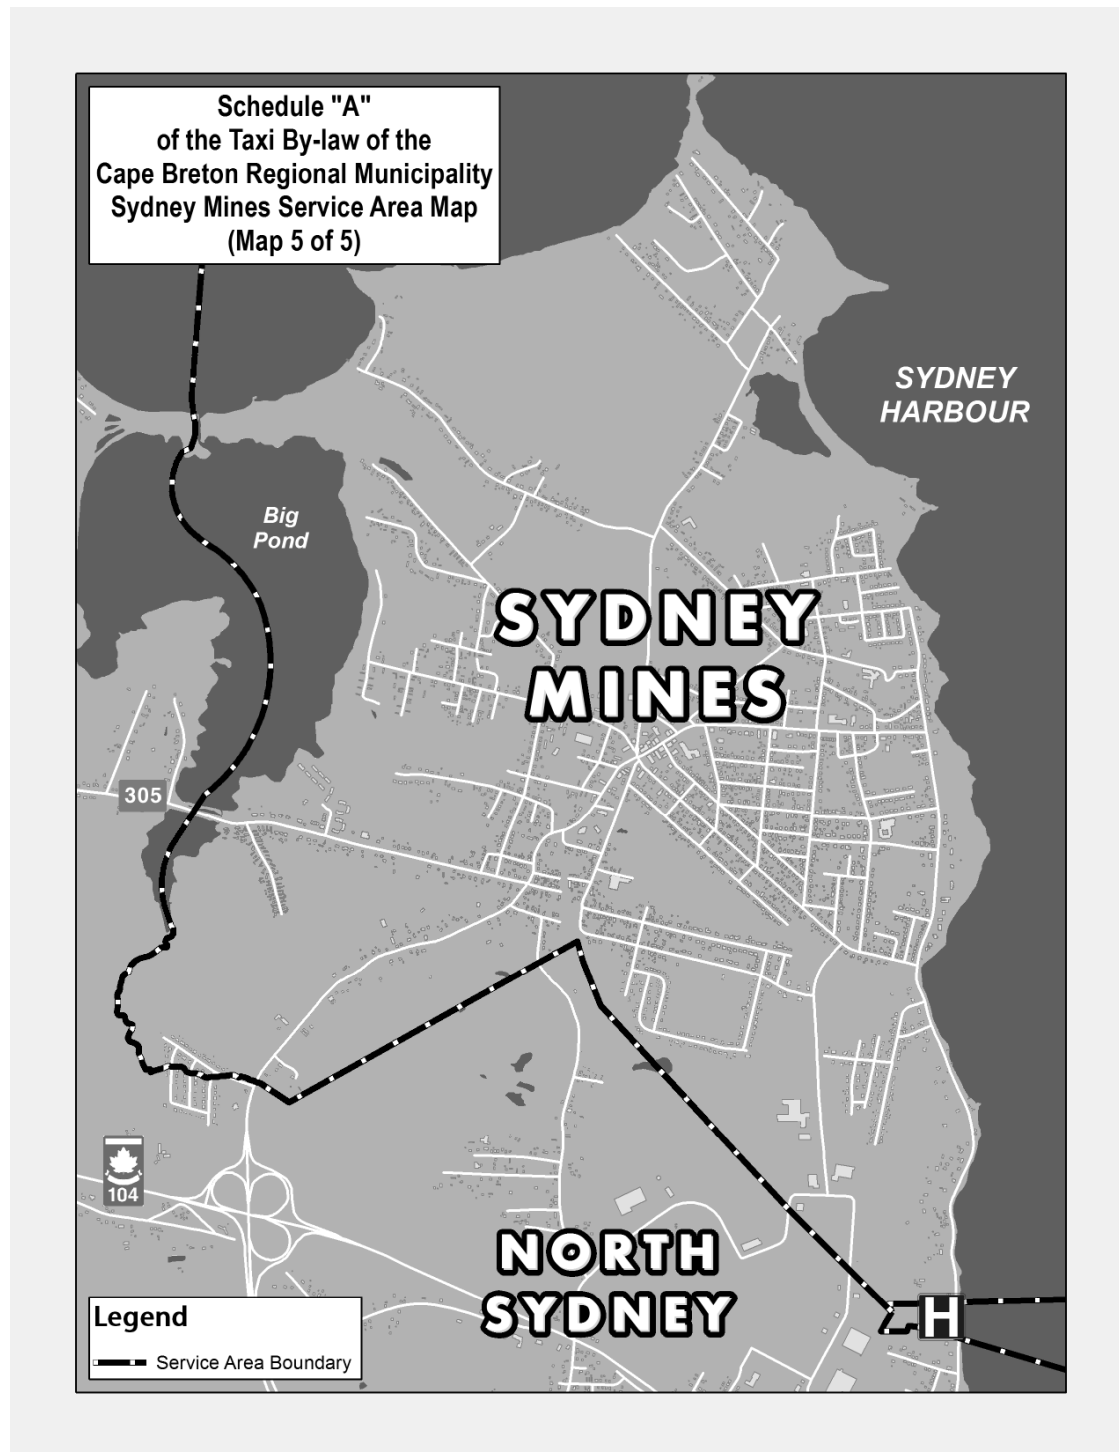 Schedule "A"
of the Taxi By-law of the
Cape Breton Regional Municipality
Sydney Mines Service Area Map
(Map 5 of 5)
SYDNEY
HARBOUR
Big
Pond
SYDNEY
MINES
305
104
NORTH
SYDNEY
H
Legend
Service Area Boundary